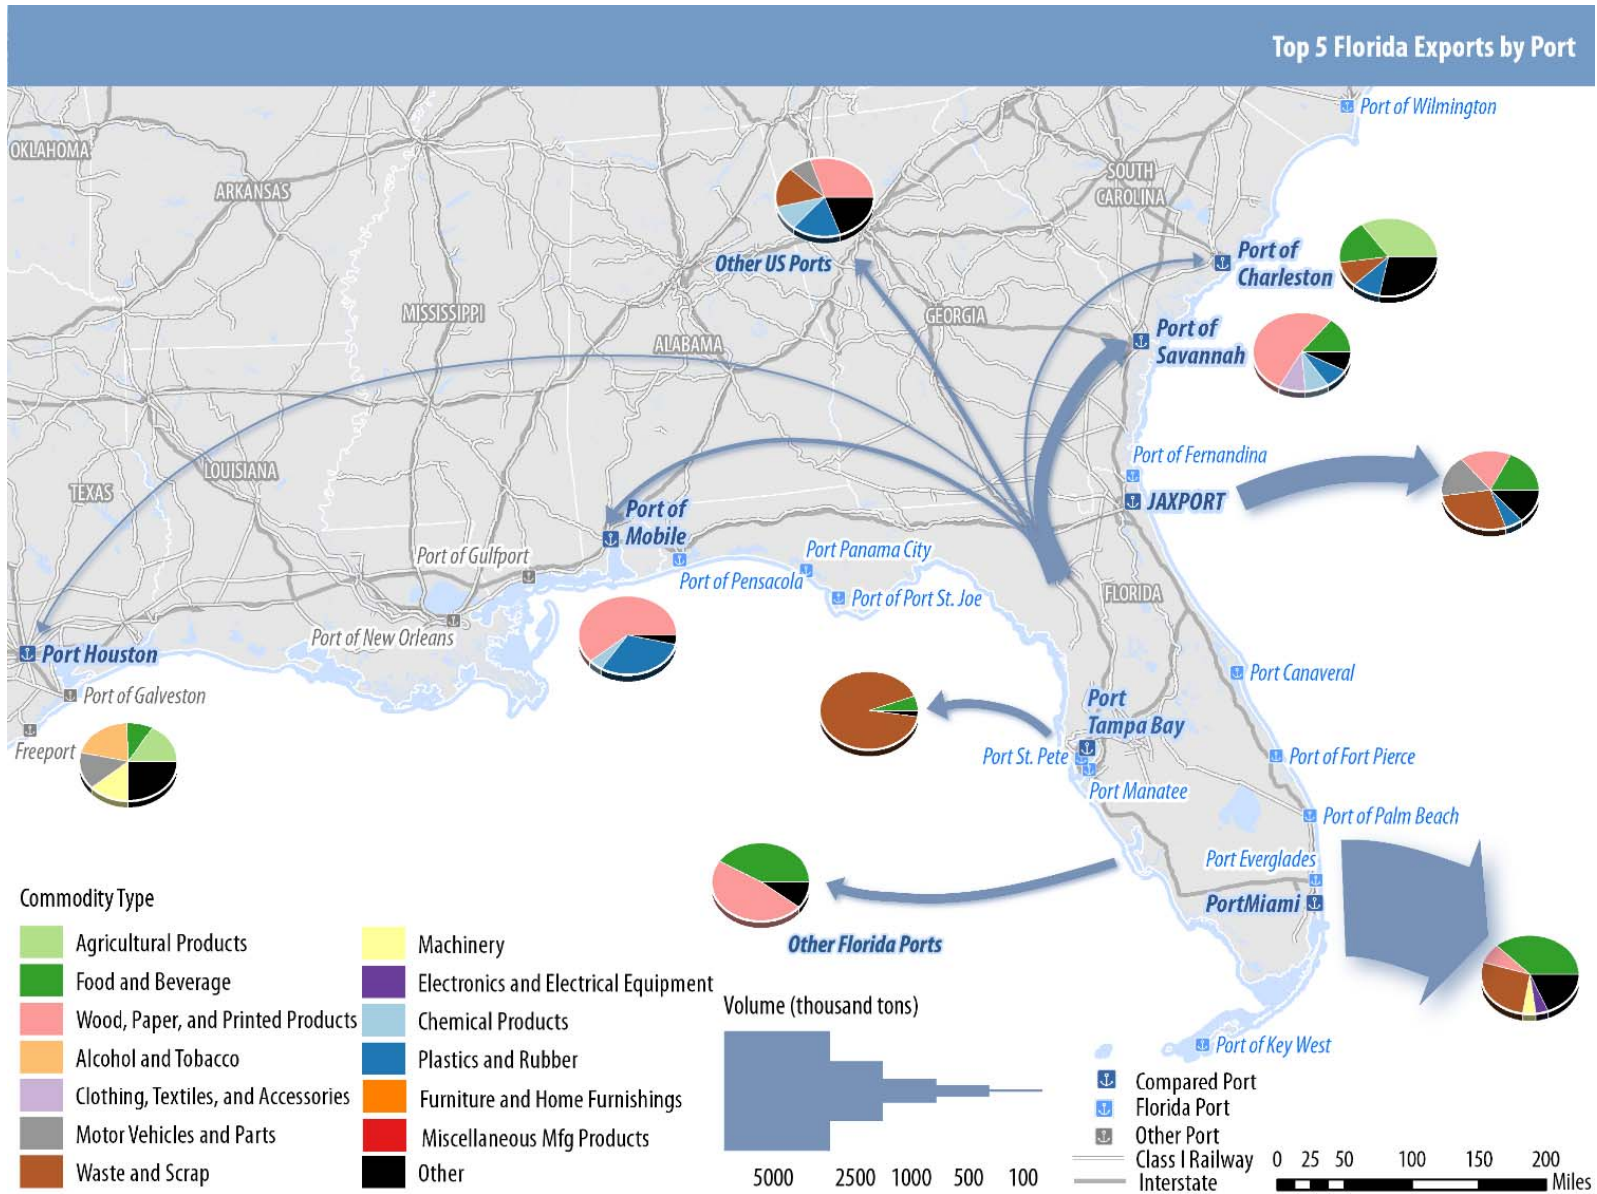 Top 5 Florida Exports by Port
Port of Wilmington
OKLAHOMA
ARKANSAS
SOUTH
CAROLINA
Other US Ports
Port of
Charleston
MISSISSIPPI
GEORGIA
ALABAMA
Port of
Savannah
LOUISIANA
TEXAS
Port of Fernandina
JAXPORT
Port of
Mobile
Port of Gulfport
Port Panama City
Port of Pensacola
Port of Port St. Joe
FLORIDA
Port of New Orleans
Port Houston
Port of Galveston
Freeport
Port Canaveral
Port
Tampa Bay
Port St. Pete
Port Manatee
Port of Fort Pierce
Port of Palm Beach
Port Everglades
PortMiami
Other Florida Ports
Port of Key West
Commodity Type
Agricultural Products
Food and Beverage
Wood, Paper, and Printed Products
Alcohol and Tobacco
Clothing, Textiles, and Accessories
Motor Vehicles and Parts
Waste and Scrap
Machinery
Electronics and Electrical Equipment
Chemical Products
Plastics and Rubber
Furniture and Home Furnishings
Miscellaneous Mfg Products
Other
Volume (thousand tons)
5000 2500 1000 500 100
Compared Port
Florida Port
Other Port
Class I Railway
Interstate
0 25 50 100 150 200
Miles